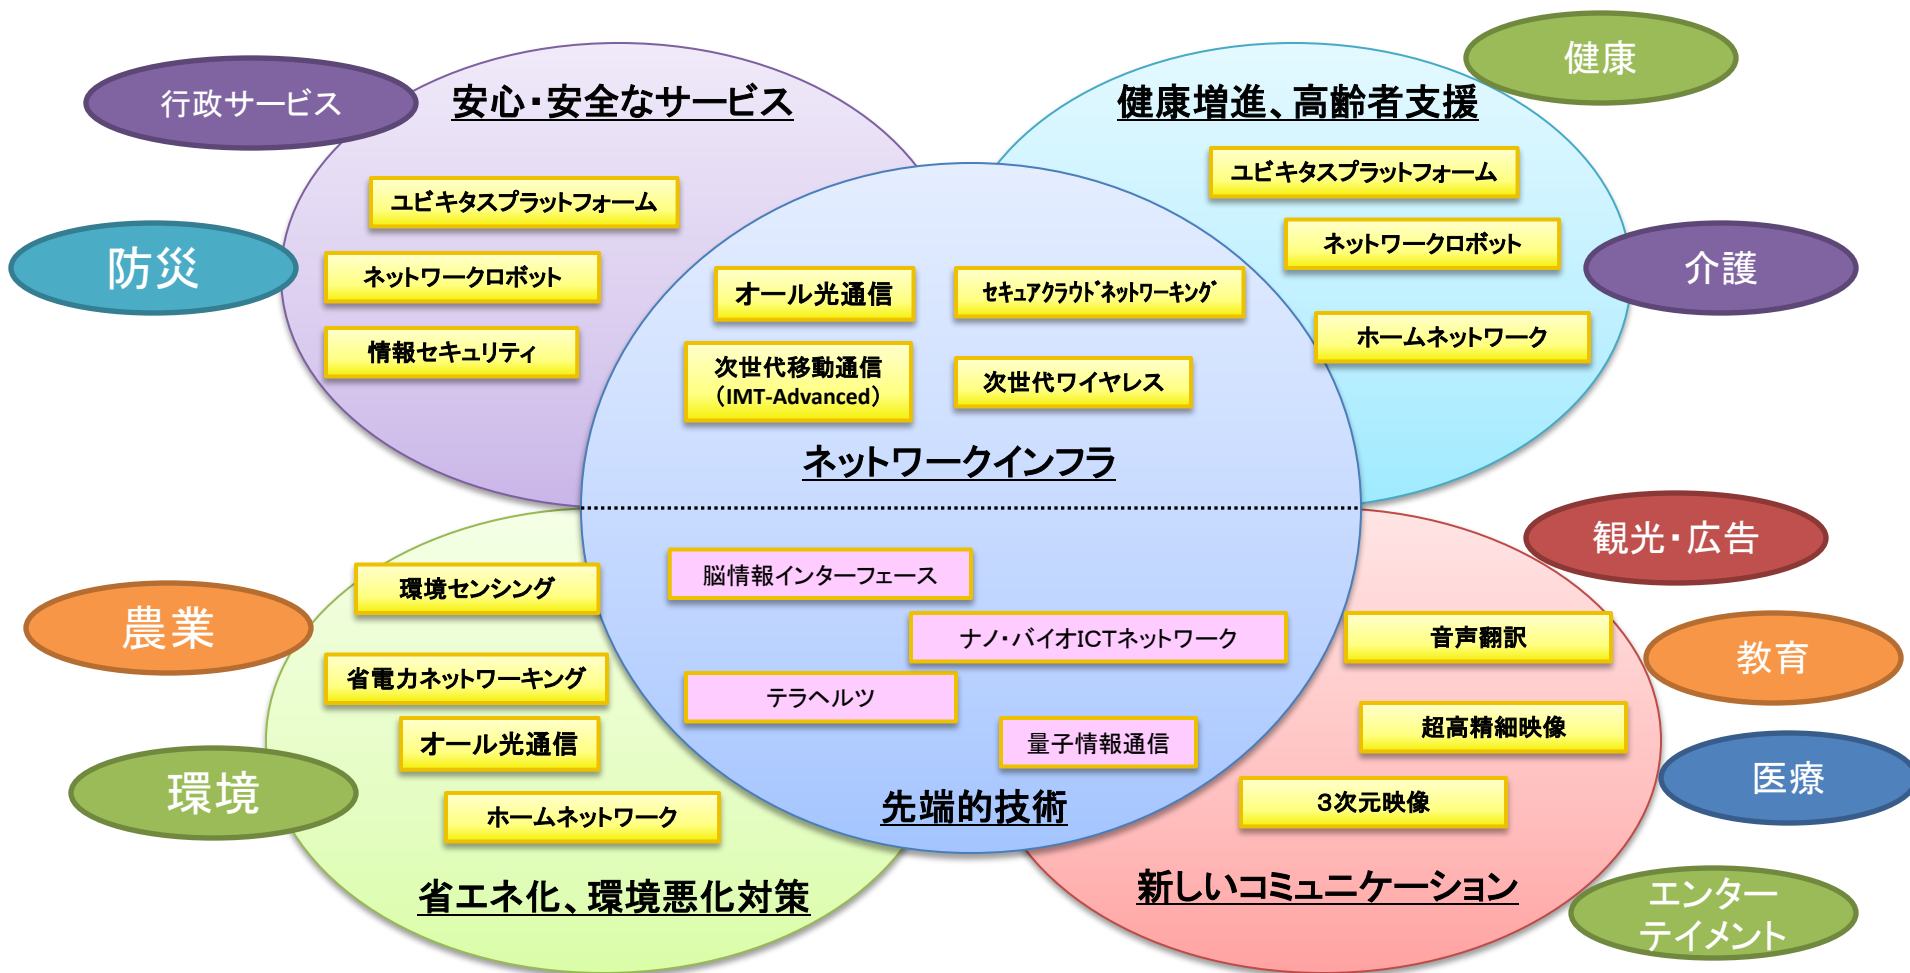 行政サービス
防災
安心・安全なサービス
ユビキタスプラットフォーム
ネットワークロボット
情報セキュリティ
健康
介護
健康増進、高齢者支援
ユビキタスプラットフォーム
ネットワークロボット
ホームネットワーク
オール光通信
セキュアクラウドネットワーキング
次世代移動通信
（IMT-Advanced）
次世代ワイヤレス
ネットワークインフラ
脳情報インターフェース
ナノ・バイオICTネットワーク
テラヘルツ
量子情報通信
先端的技術
農業
環境
環境センシング
省電力ネットワーキング
オール光通信
ホームネットワーク
省エネ化、環境悪化対策
観光・広告
教育
医療
エンター
テイメント
音声翻訳
超高精細映像
３次元映像
新しいコミュニケーション